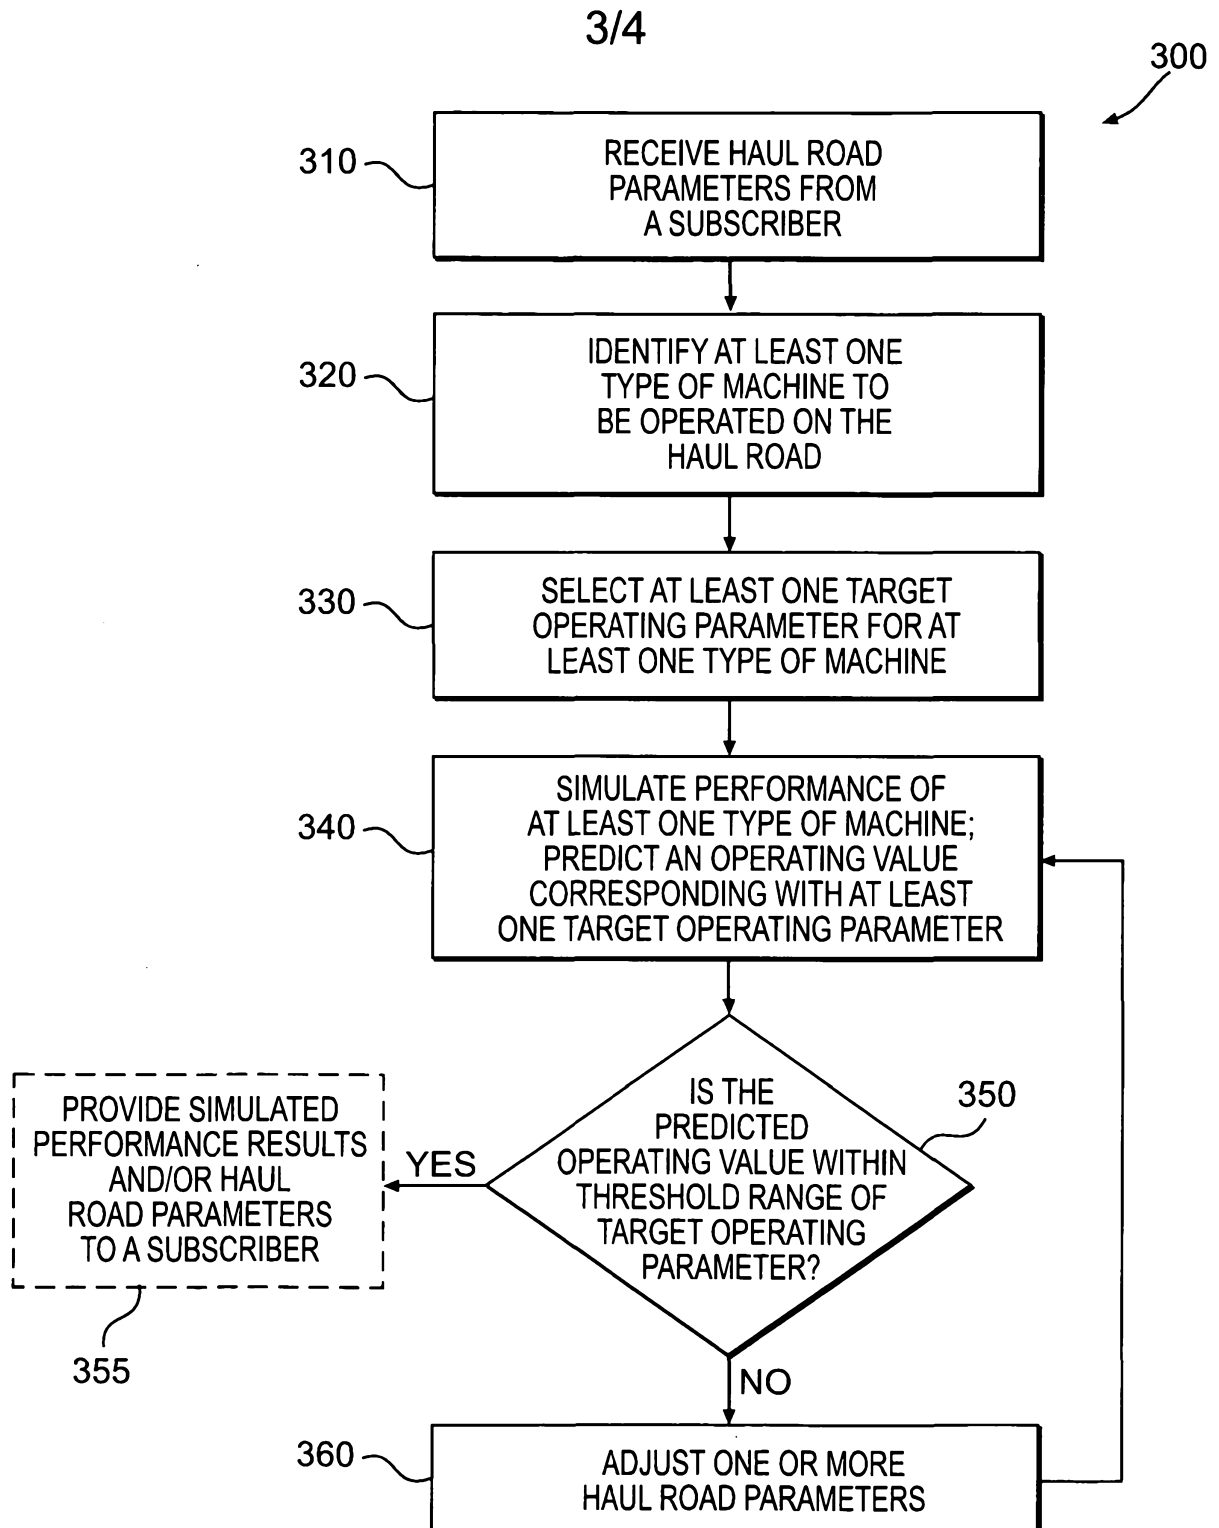 3/4
300
310
RECEIVE HAUL ROAD
PARAMETERS FROM
A SUBSCRIBER
320
IDENTIFY AT LEAST ONE
TYPE OF MACHINE TO
BE OPERATED ON THE
HAUL ROAD
330
SELECT AT LEAST ONE TARGET
OPERATING PARAMETER FOR AT
LEAST ONE TYPE OF MACHINE
340
SIMULATE PERFORMANCE OF
AT LEAST ONE TYPE OF MACHINE;
PREDICT AN OPERATING VALUE
CORRESPONDING WITH AT LEAST
ONE TARGET OPERATING PARAMETER
350
IS THE
PREDICTED
OPERATING VALUE WITHIN
THRESHOLD RANGE OF
TARGET OPERATING
PARAMETER?
YES
PROVIDE SIMULATED
PERFORMANCE RESULTS
AND/OR HAUL
ROAD PARAMETERS
TO A SUBSCRIBER
355
NO
360
ADJUST ONE OR MORE
HAUL ROAD PARAMETERS